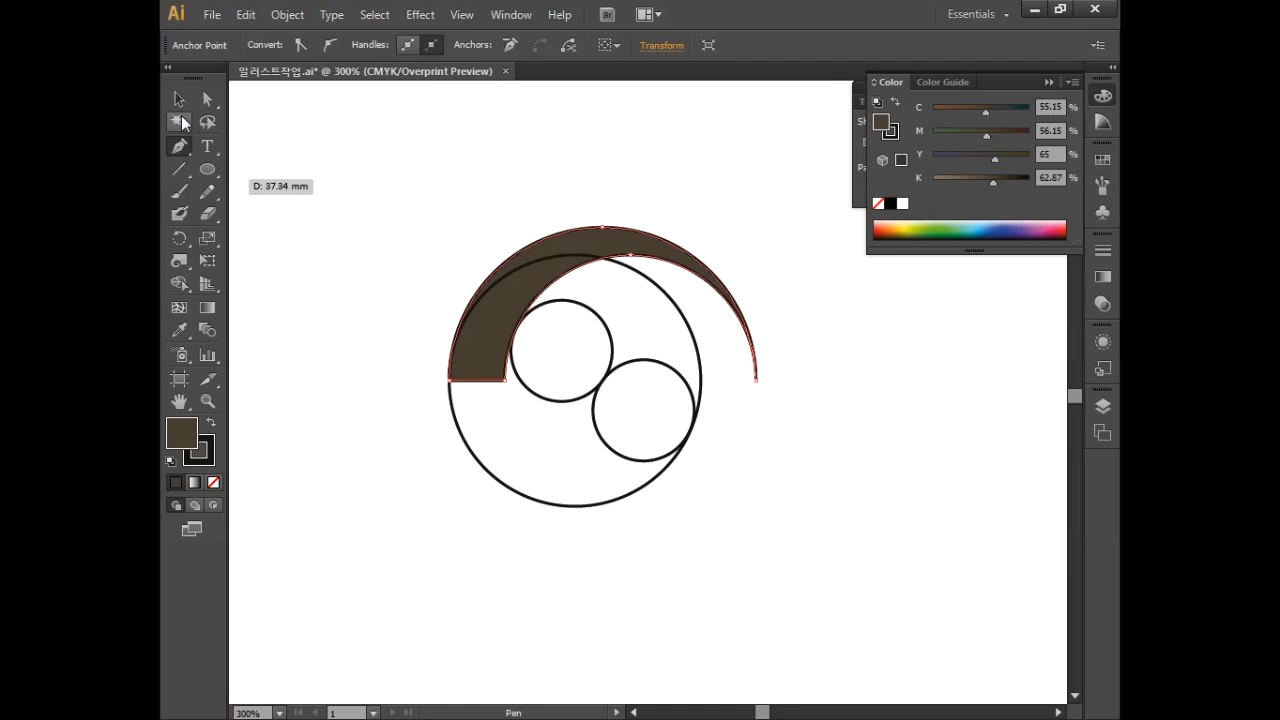 Ai File Edit Object Type Select Effect View Window Help Br Essentials
Anchor Point Convert: Handles: Anchors: Transform
일러스트작업.ai* @ 300% (CMYK/Overprint Preview)
Color Color Guide
C 55.15 %
M 56.15 %
Y 65 %
K 62.87 %
T
D: 37.34 mm
300% 1 Pen